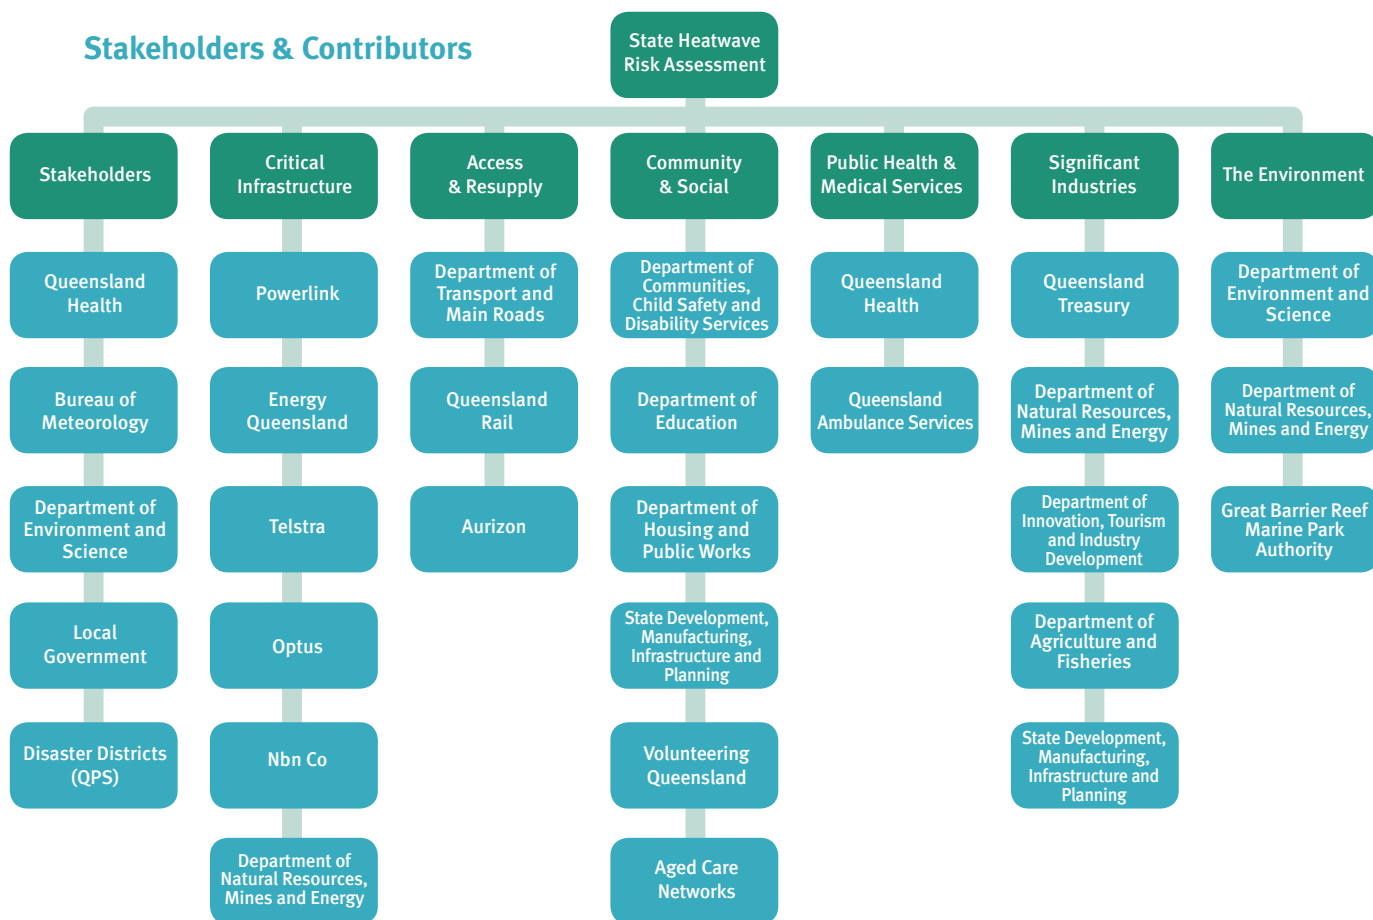 Stakeholders & Contributors
State Heatwave
Risk Assessment
Stakeholders
Queensland
Health
Bureau of
Meteorology
Department of
Environment and
Science
Local
Government
Disaster Districts
(QPS)
Critical
Infrastructure
Powerlink
Energy
Queensland
Telstra
Optus
Nbn Co
Department of
Natural Resources,
Mines and Energy
Access
& Resupply
Department of
Transport and
Main Roads
Queensland
Rail
Aurizon
Community
& Social
Department of
Communities,
Child Safety and
Disability Services
Department of
Education
Department of
Housing and
Public Works
State Development,
Manufacturing,
Infrastructure and
Planning
Volunteering
Queensland
Aged Care
Networks
Public Health &
Medical Services
Queensland
Health
Queensland
Ambulance Services
Significant
Industries
Queensland
Treasury
Department of
Natural Resources,
Mines and Energy
Department of
Innovation, Tourism
and Industry
Development
Department of
Agriculture and
Fisheries
State Development,
Manufacturing,
Infrastructure and
Planning
The Environment
Department of
Environment and
Science
Department of
Natural Resources,
Mines and Energy
Great Barrier Reef
Marine Park
Authority